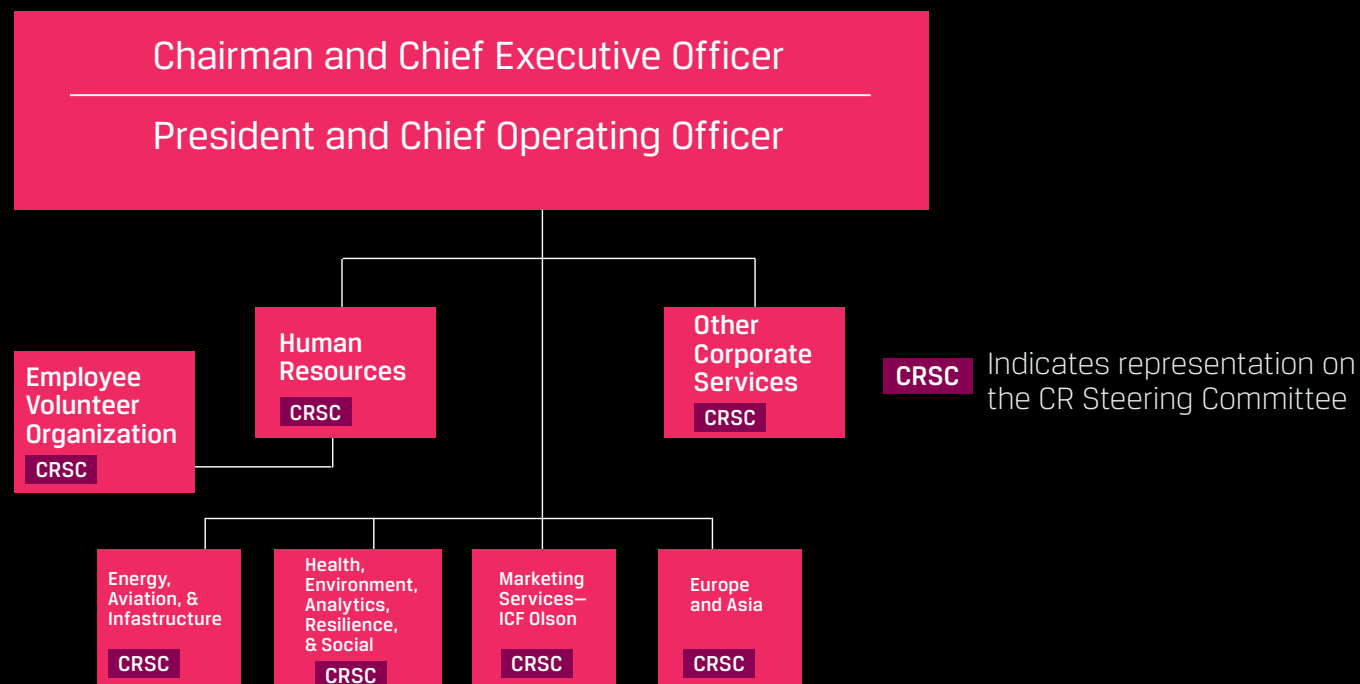 Chairman and Chief Executive Officer
President and Chief Operating Officer
Human
Resources
CRSC
Other
Corporate
Services
CRSC
CRSC
Indicates representation on
the CR Steering Committee
Employee
Volunteer
Organization
CRSC
Energy,
Aviation, &
Infastructure
CRSC
Health,
Environment,
Analytics,
Resilience,
& Social
CRSC
Marketing
Services—
ICF Olson
CRSC
Europe
and Asia
CRSC